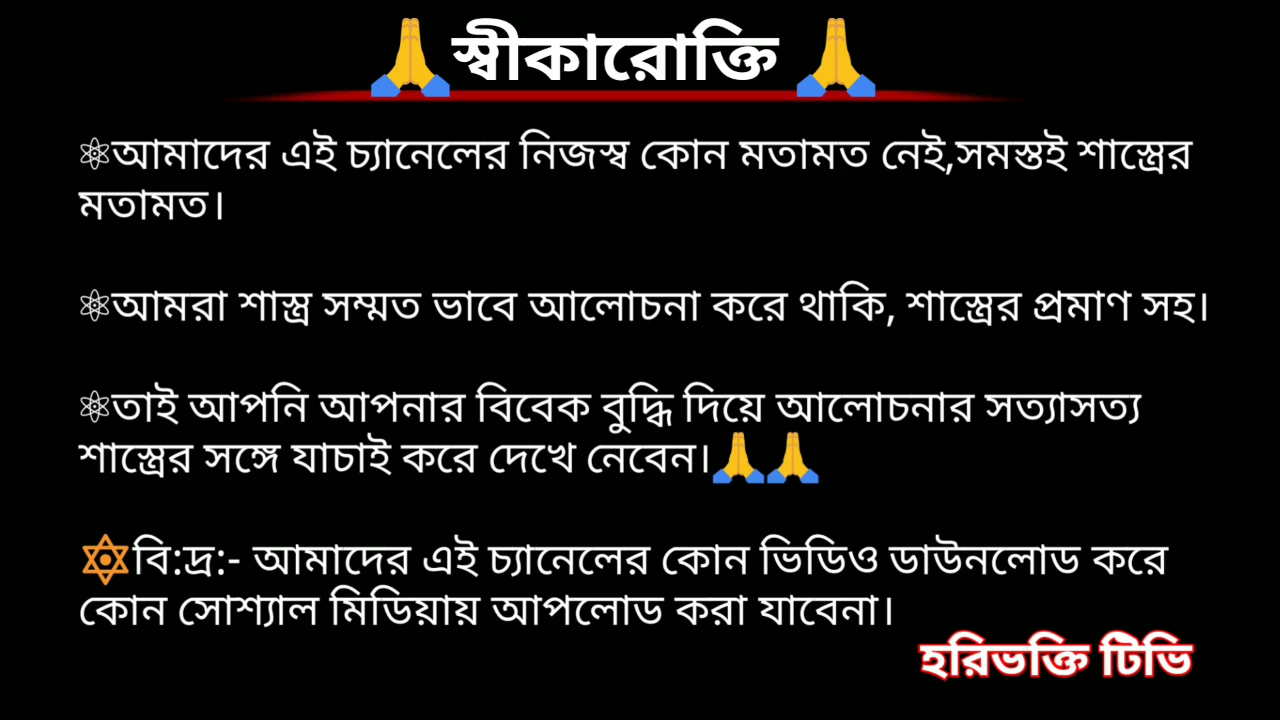 🙏স্বীকারোক্তি 🙏
⚛আমাদের এই চ্যানেলের নিজস্ব কোন মতামত নেই,সমস্তই শাস্ত্রের
মতামত।
⚛আমরা শাস্ত্র সম্মত ভাবে আলোচনা করে থাকি, শাস্ত্রের প্রমাণ সহ।
⚛তাই আপনি আপনার বিবেক বুদ্ধি দিয়ে আলোচনার সত্যাসত্য
শাস্ত্রের সঙ্গে যাচাই করে দেখে নেবেন।🙏🙏
🔯বি:দ্র:- আমাদের এই চ্যানেলের কোন ভিডিও ডাউনলোড করে
কোন সোশ্যাল মিডিয়ায় আপলোড করা যাবেনা।
হরিভক্তি টিভি